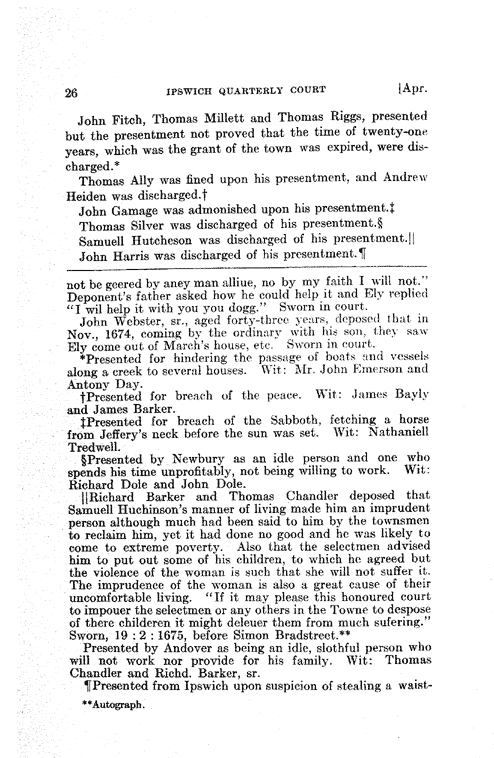 26 IPSWICH QUARTERLY COURT [Apr.
John Fitch, Thomas Millett and Thomas Riggs, presented
but the presentment not proved that the time of twenty-one
years, which was the grant of the town was expired, were dis-
charged.*
Thomas Ally was fined upon his presentment, and Andrew
Heiden was discharged.†
John Gamage was admonished upon his presentment.‡
Thomas Silver was discharged of his presentment.§
Samuell Hutcheson was discharged of his presentment.||
John Harris was discharged of his presentment.¶
not be geered by aney man alliue, no by my faith I will not."
Deponent's father asked how he could help it and Ely replied
"I wil help it with you you dogg." Sworn in court.
John Webster, sr., aged forty-three years, deposed that in
Nov., 1674, coming by the ordinary with his son, they saw
Ely come out of March's house, etc. Sworn in court.
*Presented for hindering the passage of boats and vessels
along a creek to several houses. Wit: Mr. John Emerson and
Antony Day.
†Presented for breach of the peace. Wit: James Bayly
and James Barker.
‡Presented for breach of the Sabboth, fetching a horse
from Jeffery's neck before the sun was set. Wit: Nathaniell
Tredwell.
§Presented by Newbury as an idle person and one who
spends his time unprofitably, not being willing to work. Wit:
Richard Dole and John Dole.
||Richard Barker and Thomas Chandler deposed that
Samuell Huchinson's manner of living made him an imprudent
person although much had been said to him by the townsmen
to reclaim him, yet it had done no good and he was likely to
come to extreme poverty. Also that the selectmen advised
him to put out some of his children, to which he agreed but
the violence of the woman is such that she will not suffer it.
The imprudence of the woman is also a great cause of their
uncomfortable living. "If it may please this honoured court
to impouer the selectmen or any others in the Towne to despose
of there childeren it might deleuer them from much sufering."
Sworn, 19 : 2 : 1675, before Simon Bradstreet.**
Presented by Andover as being an idle, slothful person who
will not work nor provide for his family. Wit: Thomas
Chandler and Richd. Barker, sr.
¶Presented from Ipswich upon suspicion of stealing a waist-
**Autograph.